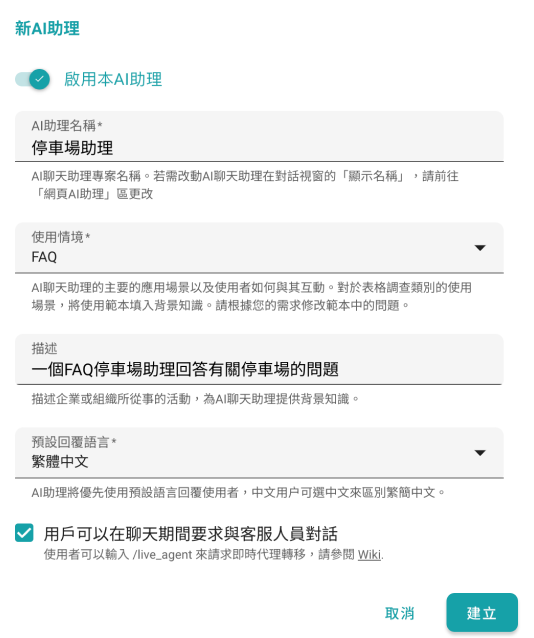 新AI助理
啟用本AI助理
AI助理名稱*
停車場助理
AI聊天助理專案名稱。若需改動AI聊天助理在對話視窗的「顯示名稱」，請前往
「網頁AI助理」區更改
使用情境*
FAQ
AI聊天助理的主要的應用場景以及使用者如何與其互動。對於表格調查類別的使用
場景，將使用範本填入背景知識。請根據您的需求修改範本中的問題。
描述
一個FAQ停車場助理回答有關停車場的問題
描述企業或組織所從事的活動，為AI聊天助理提供背景知識。
預設回覆語言*
繁體中文
AI助理將優先使用預設語言回覆使用者，中文用户可選中文來區別繁簡中文。
用戶可以在聊天期間要求與客服人員對話
使用者可以輸入 /live_agent 來請求即時代理轉移，請參閱 Wiki.
取消
建立